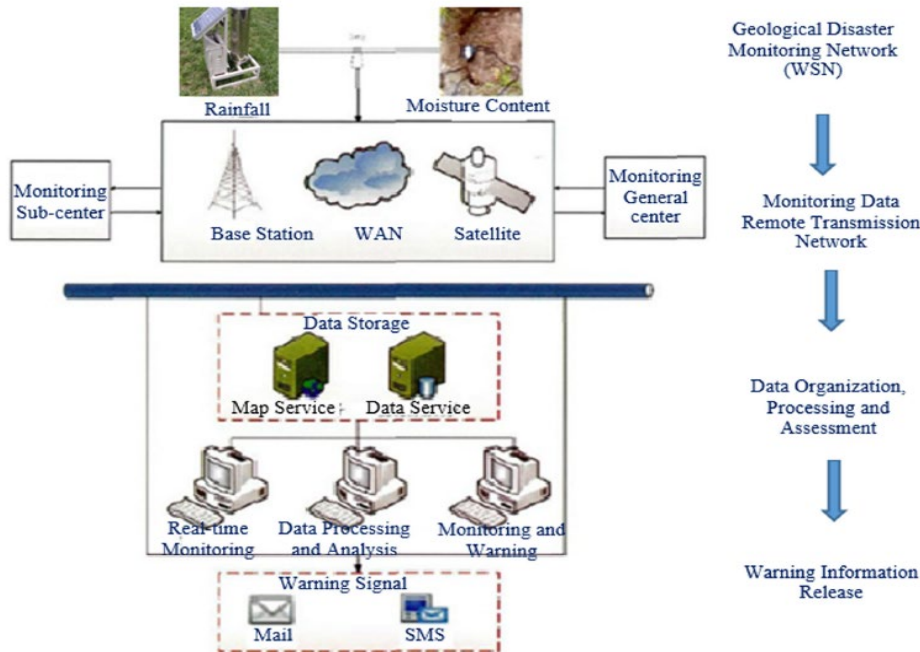 Geological Disaster
Monitoring Network
(WSN)
Rainfall
Moisture Content
Monitoring
Sub-center
Base Station
WAN
Satellite
Monitoring
General
center
Monitoring Data
Remote Transmission
Network
Data Storage
Map Service
Data Service
Data Organization,
Processing and
Assessment
Real-time
Monitoring
Data Processing
and Analysis
Monitoring and
Warning
Warning Signal
Mail
SMS
Warning Information
Release